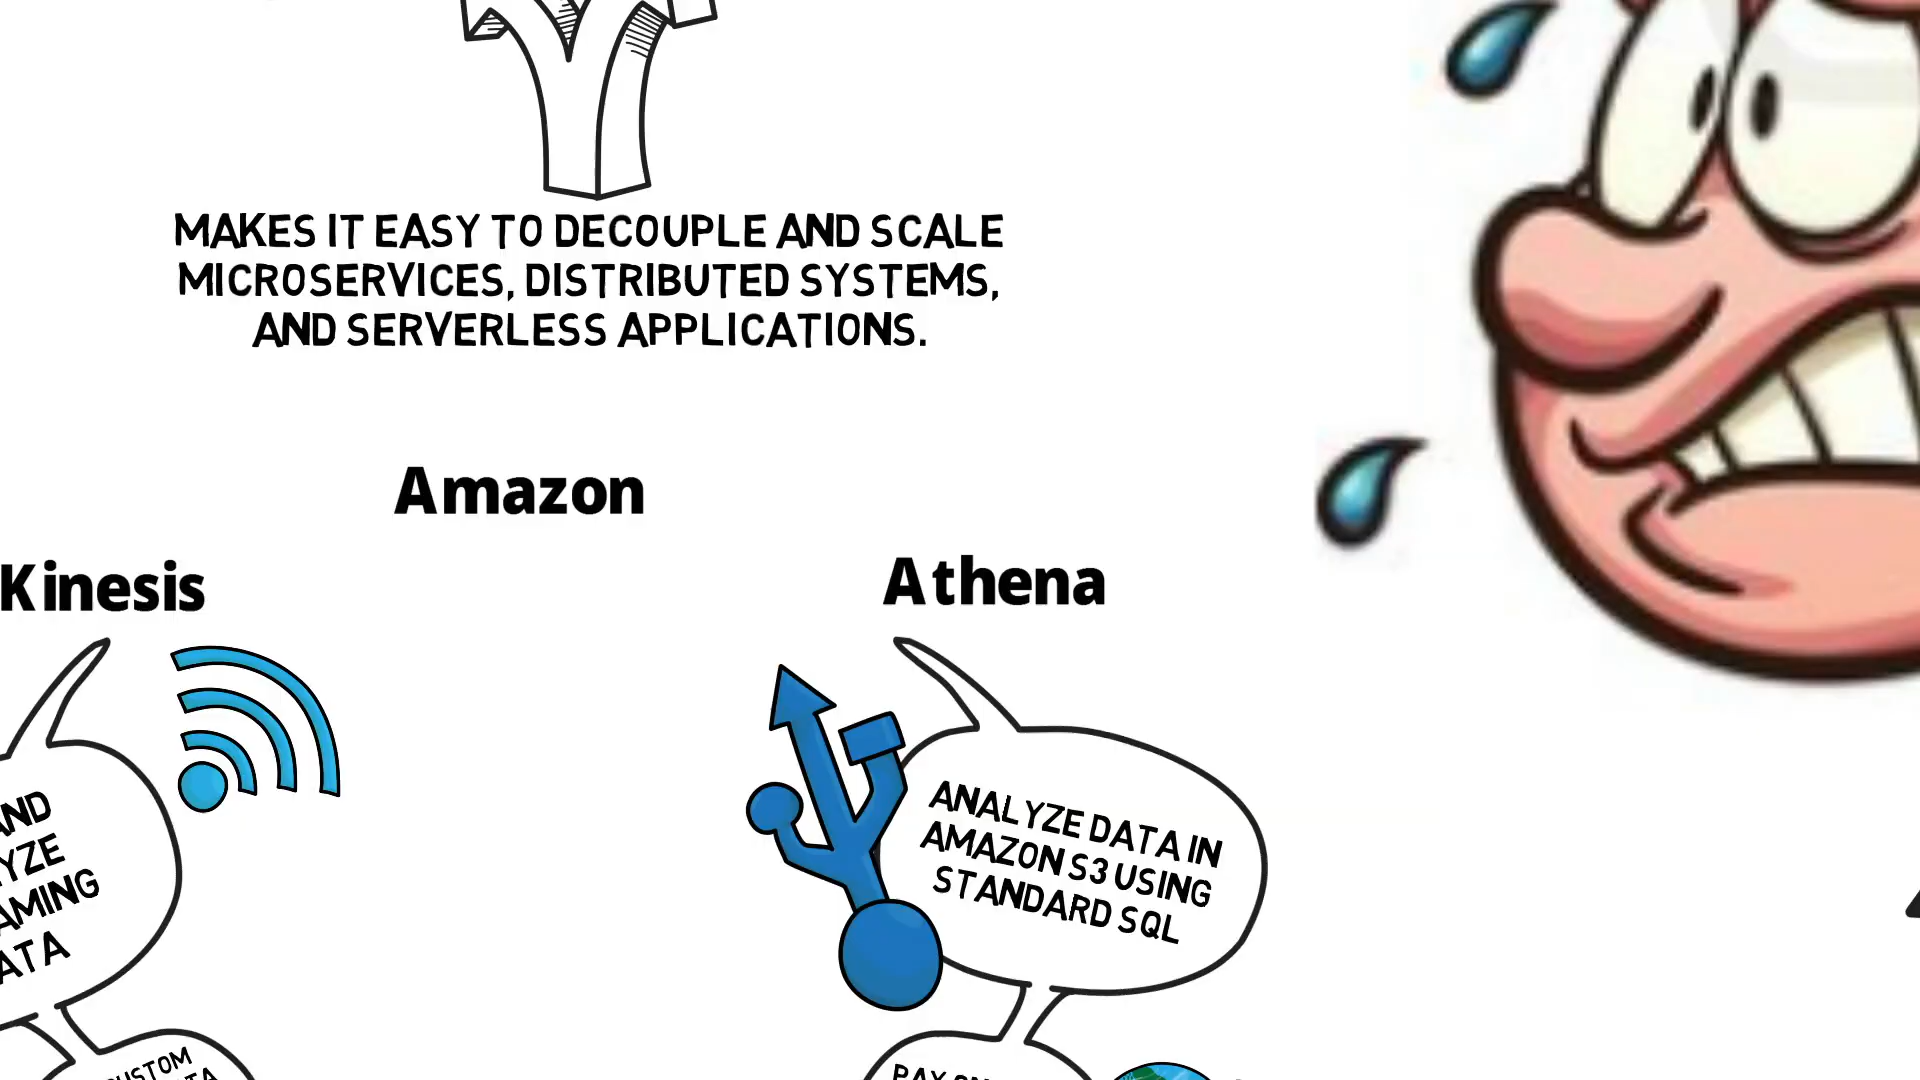 MAKES IT EASY TO DECOUPLE AND SCALE
MICROSERVICES, DISTRIBUTED SYSTEMS,
AND SERVERLESS APPLICATIONS.
Amazon
Kinesis
Athena
ANALYZE DATA IN
AMAZON S3 USING
STANDARD SQL